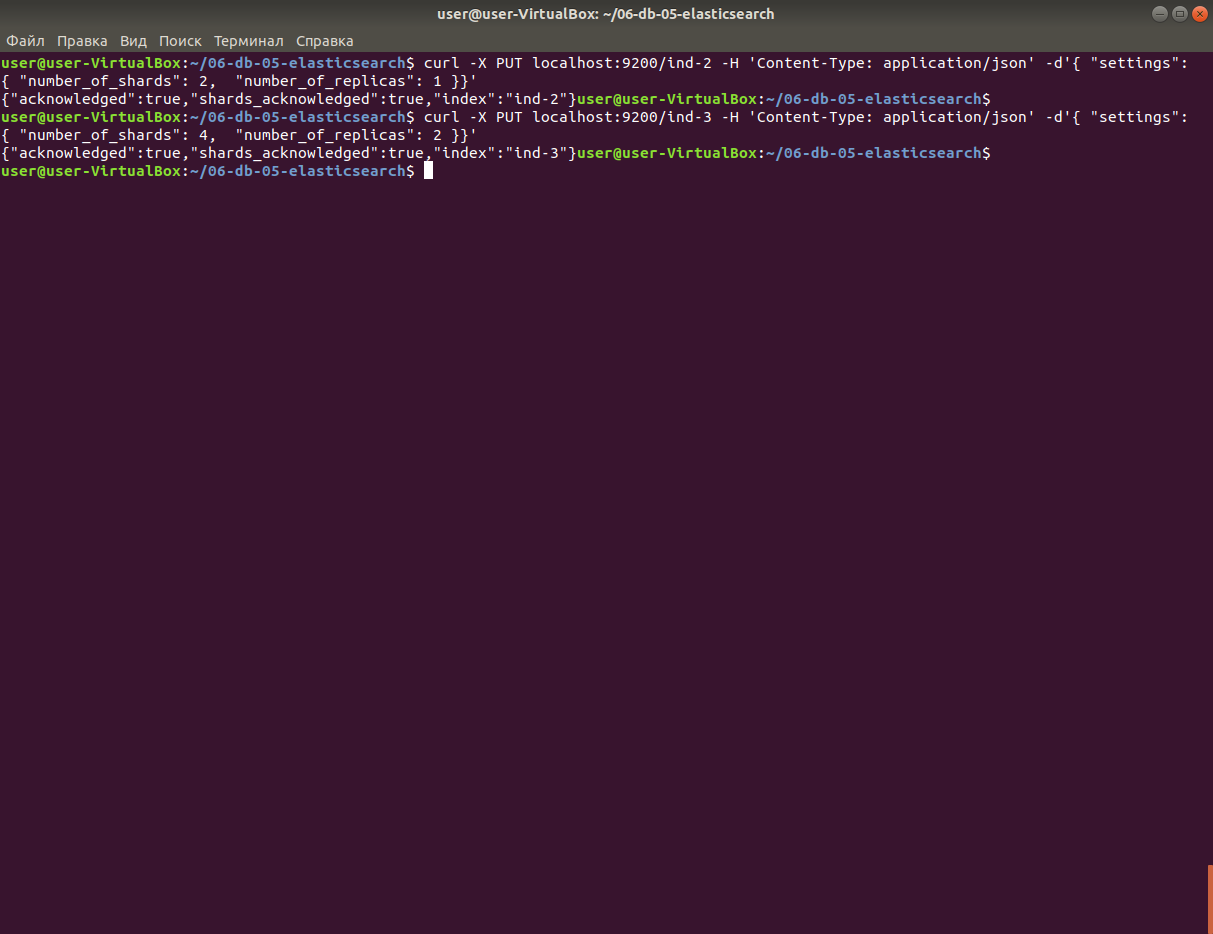 user@user-VirtualBox: ~/06-db-05-elasticsearch
Файл Правка Вид Поиск Терминал Справка
user@user-VirtualBox:~/06-db-05-elasticsearch$ curl -X PUT localhost:9200/ind-2 -H 'Content-Type: application/json' -d'{ "settings":
{ "number_of_shards": 2,  "number_of_replicas": 1 }}'
{"acknowledged":true,"shards_acknowledged":true,"index":"ind-2"}user@user-VirtualBox:~/06-db-05-elasticsearch$
user@user-VirtualBox:~/06-db-05-elasticsearch$ curl -X PUT localhost:9200/ind-3 -H 'Content-Type: application/json' -d'{ "settings":
{ "number_of_shards": 4,  "number_of_replicas": 2 }}'
{"acknowledged":true,"shards_acknowledged":true,"index":"ind-3"}user@user-VirtualBox:~/06-db-05-elasticsearch$
user@user-VirtualBox:~/06-db-05-elasticsearch$